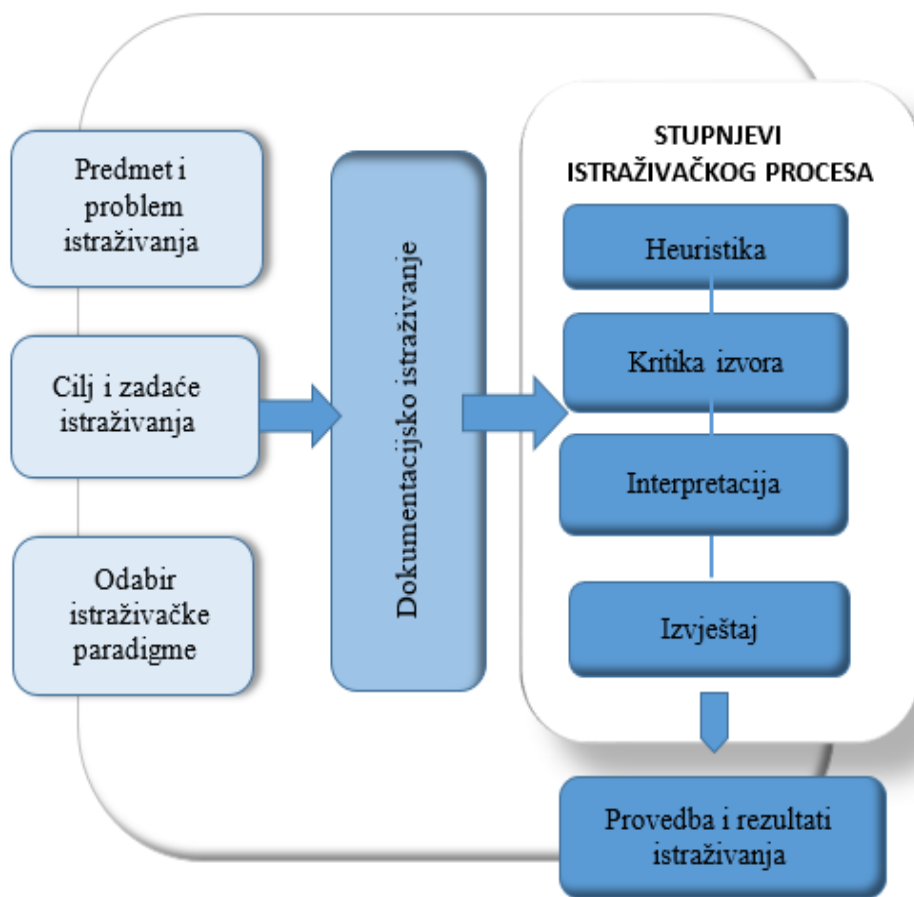 Predmet i
problem
istraživanja
Cilj i zadaće
istraživanja
Odabir
istraživačke
paradigme
Dokumentacijsko istraživanje
STUPNJEVI
ISTRAŽIVAČKOG PROCESA
Heuristika
Kritika izvora
Interpretacija
Izvještaj
Provedba i rezultati
istraživanja